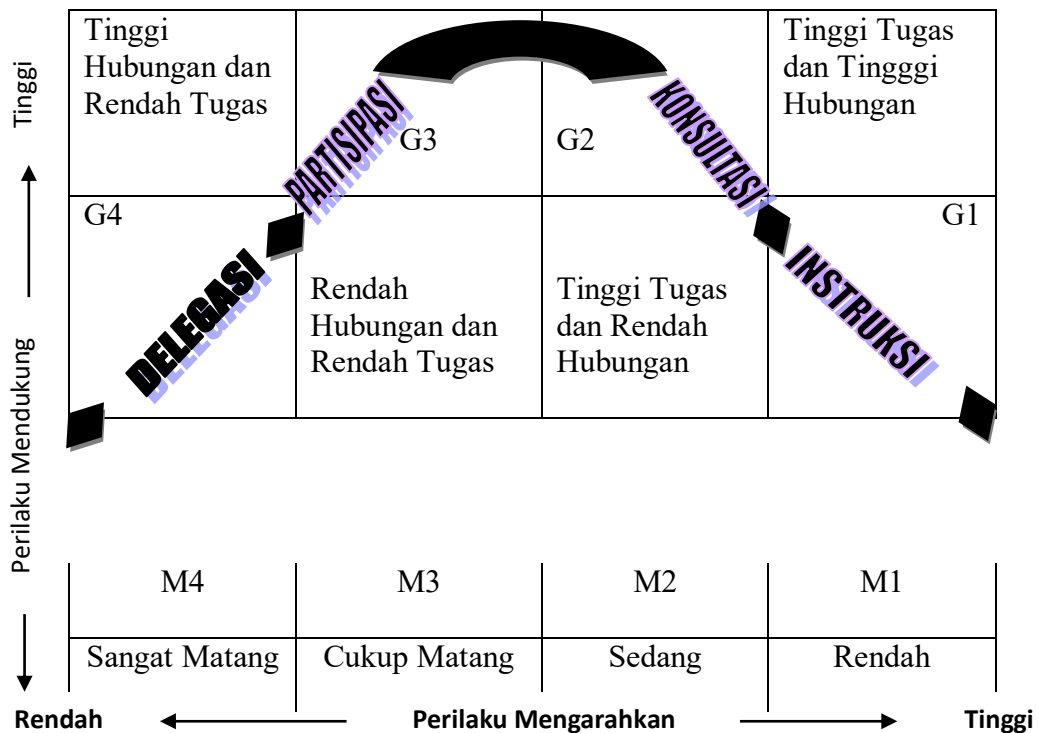 Tinggi
Hubungan dan
Rendah Tugas
Tinggi Tugas
dan Tingggi
Hubungan
PARTISIPASI
G3
G2
KONSULTASI
G4
G1
DELEGASI
Rendah
Hubungan dan
Rendah Tugas
Tinggi Tugas
dan Rendah
Hubungan
INSTRUKSI
Tinggi
Perilaku Mendukung
M4
M3
M2
M1
Sangat Matang
Cukup Matang
Sedang
Rendah
Rendah
Perilaku Mengarahkan
Tinggi